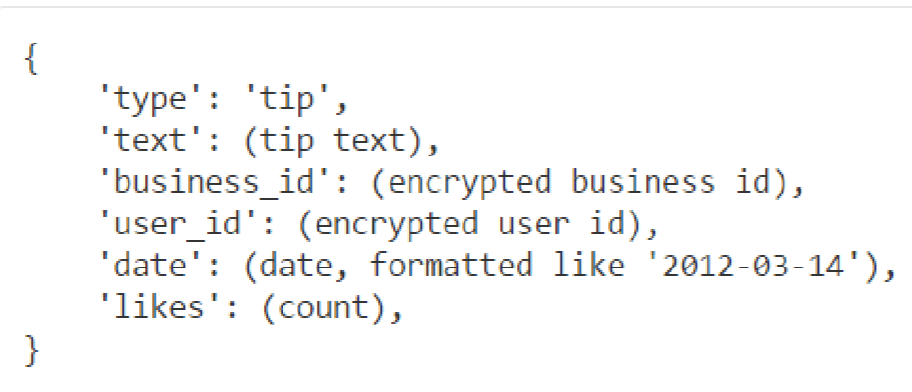 {
    'type': 'tip',
    'text': (tip text),
    'business_id': (encrypted business id),
    'user_id': (encrypted user id),
    'date': (date, formatted like '2012-03-14'),
    'likes': (count),
}